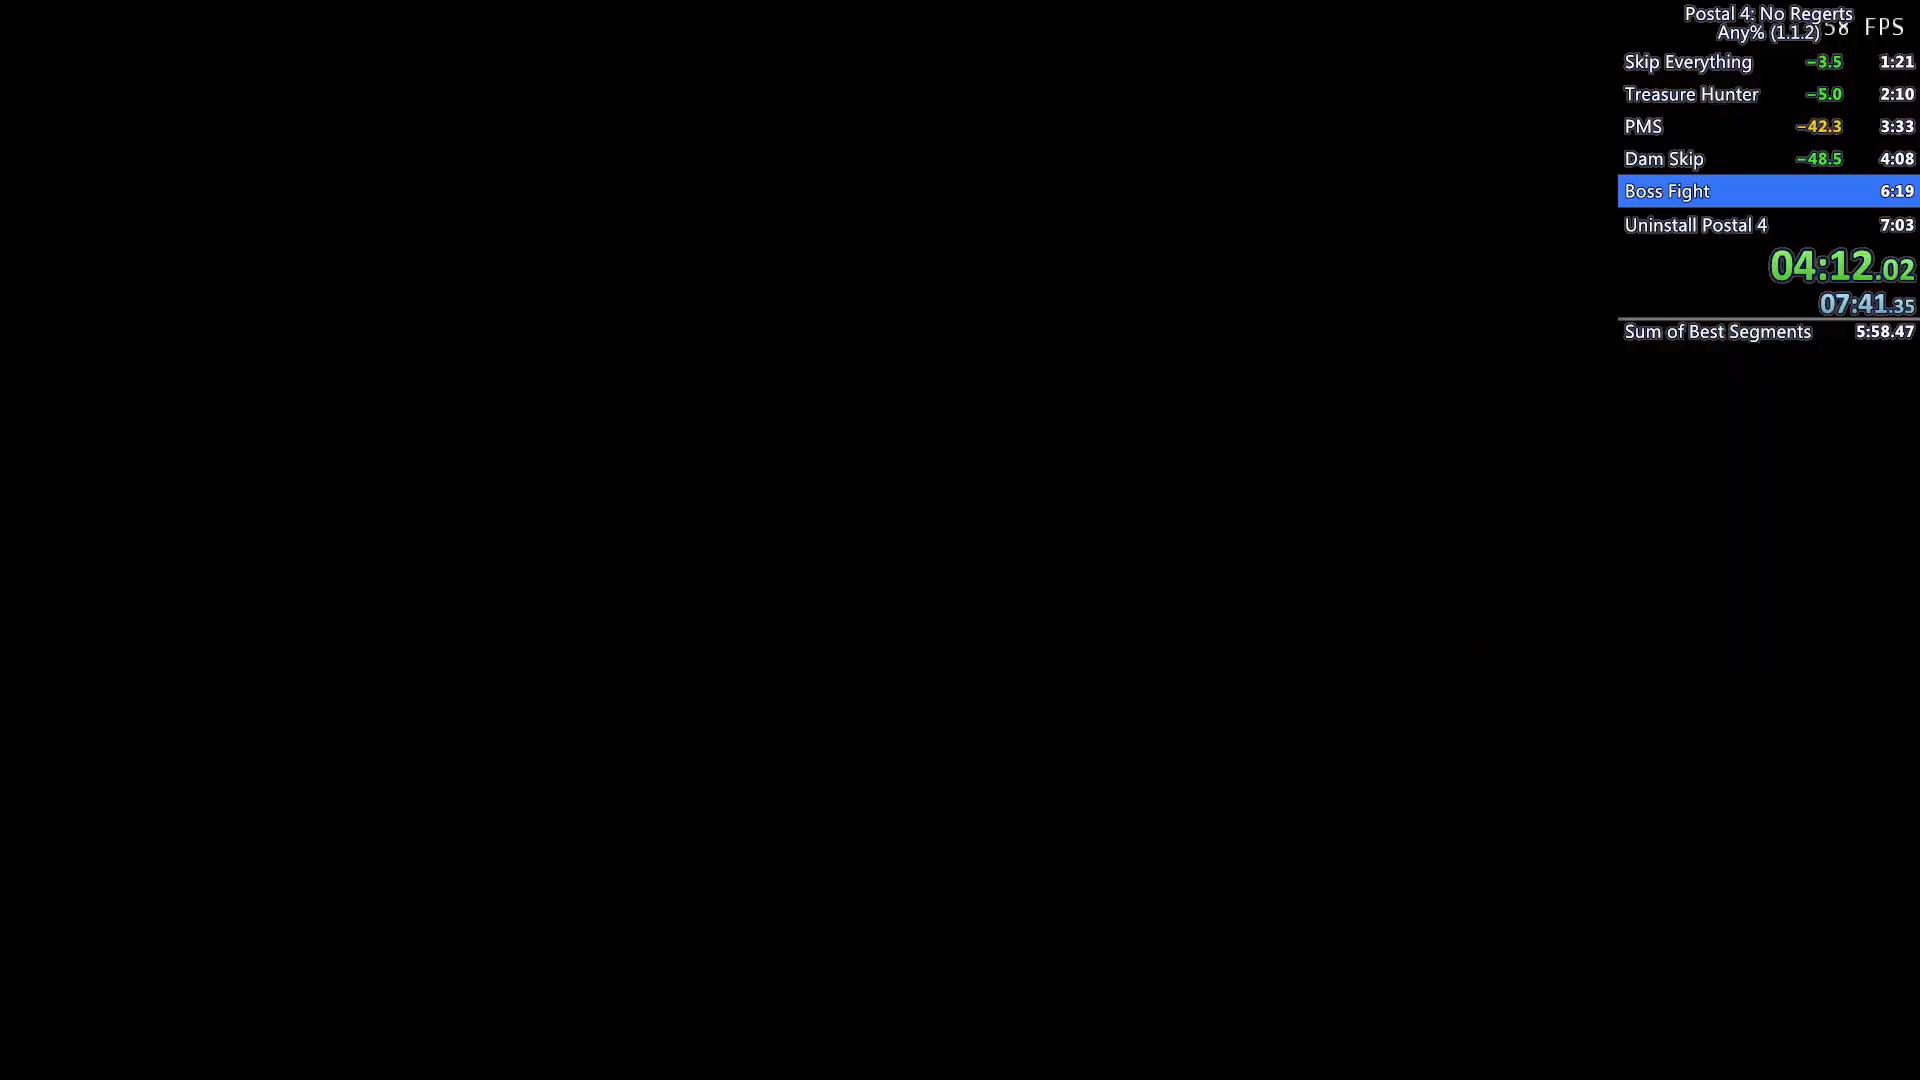 Postal 4: No Regerts
Any% (1.1.2)
58 FPS
Skip Everything −3.5 1:21
Treasure Hunter −5.0 2:10
PMS −42.3 3:33
Dam Skip −48.5 4:08
Boss Fight 6:19
Uninstall Postal 4 7:03
04:12.02
07:41.35
Sum of Best Segments 5:58.47